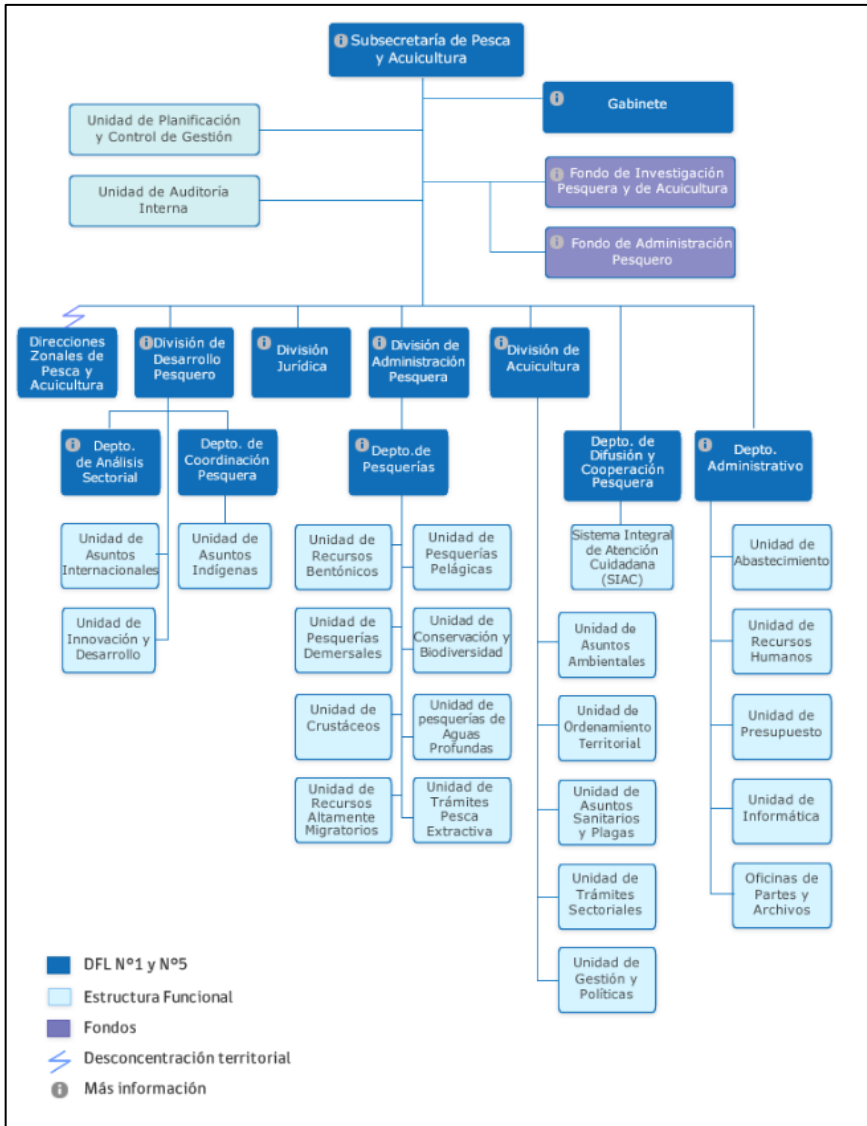 Subsecretaría de Pesca
y Acuicultura
Gabinete
Unidad de Planificación
y Control de Gestión
Fondo de Investigación
Pesquera y de Acuicultura
Unidad de Auditoría
Interna
Fondo de Administración
Pesquero
Direcciones
Zonales de
Pesca y
Acuicultura
División de
Desarrollo
Pesquero
División
Jurídica
División de
Administración
Pesquera
División de
Acuicultura
Depto.
de Análisis
Sectorial
Depto. de
Coordinación
Pesquera
Depto.de
Pesquerías
Depto. de
Difusión y
Cooperación
Pesquera
Depto.
Administrativo
Unidad de
Asuntos
Internacionales
Unidad de
Asuntos
Indígenas
Unidad de
Recursos
Bentónicos
Unidad de
Pesquerías
Pelágicas
Sistema Integral
de Atención
Cuidadana
(SIAC)
Unidad de
Abastecimiento
Unidad de
Innovación y
Desarrollo
Unidad de
Pesquerías
Demersales
Unidad de
Conservación y
Biodiversidad
Unidad de
Asuntos
Ambientales
Unidad de
Recursos
Humanos
Unidad de
Crustáceos
Unidad de
pesquerías de
Aguas
Profundas
Unidad de
Ordenamiento
Territorial
Unidad de
Presupuesto
Unidad de
Recursos
Altamente
Migratorios
Unidad de
Trámites
Pesca
Extractiva
Unidad de
Asuntos
Sanitarios
y Plagas
Unidad de
Informática
Unidad de
Trámites
Sectoriales
Oficinas de
Partes y
Archivos
Unidad de
Gestión y
Políticas
DFL Nº1 y Nº5
Estructura Funcional
Fondos
Desconcentración territorial
Más información